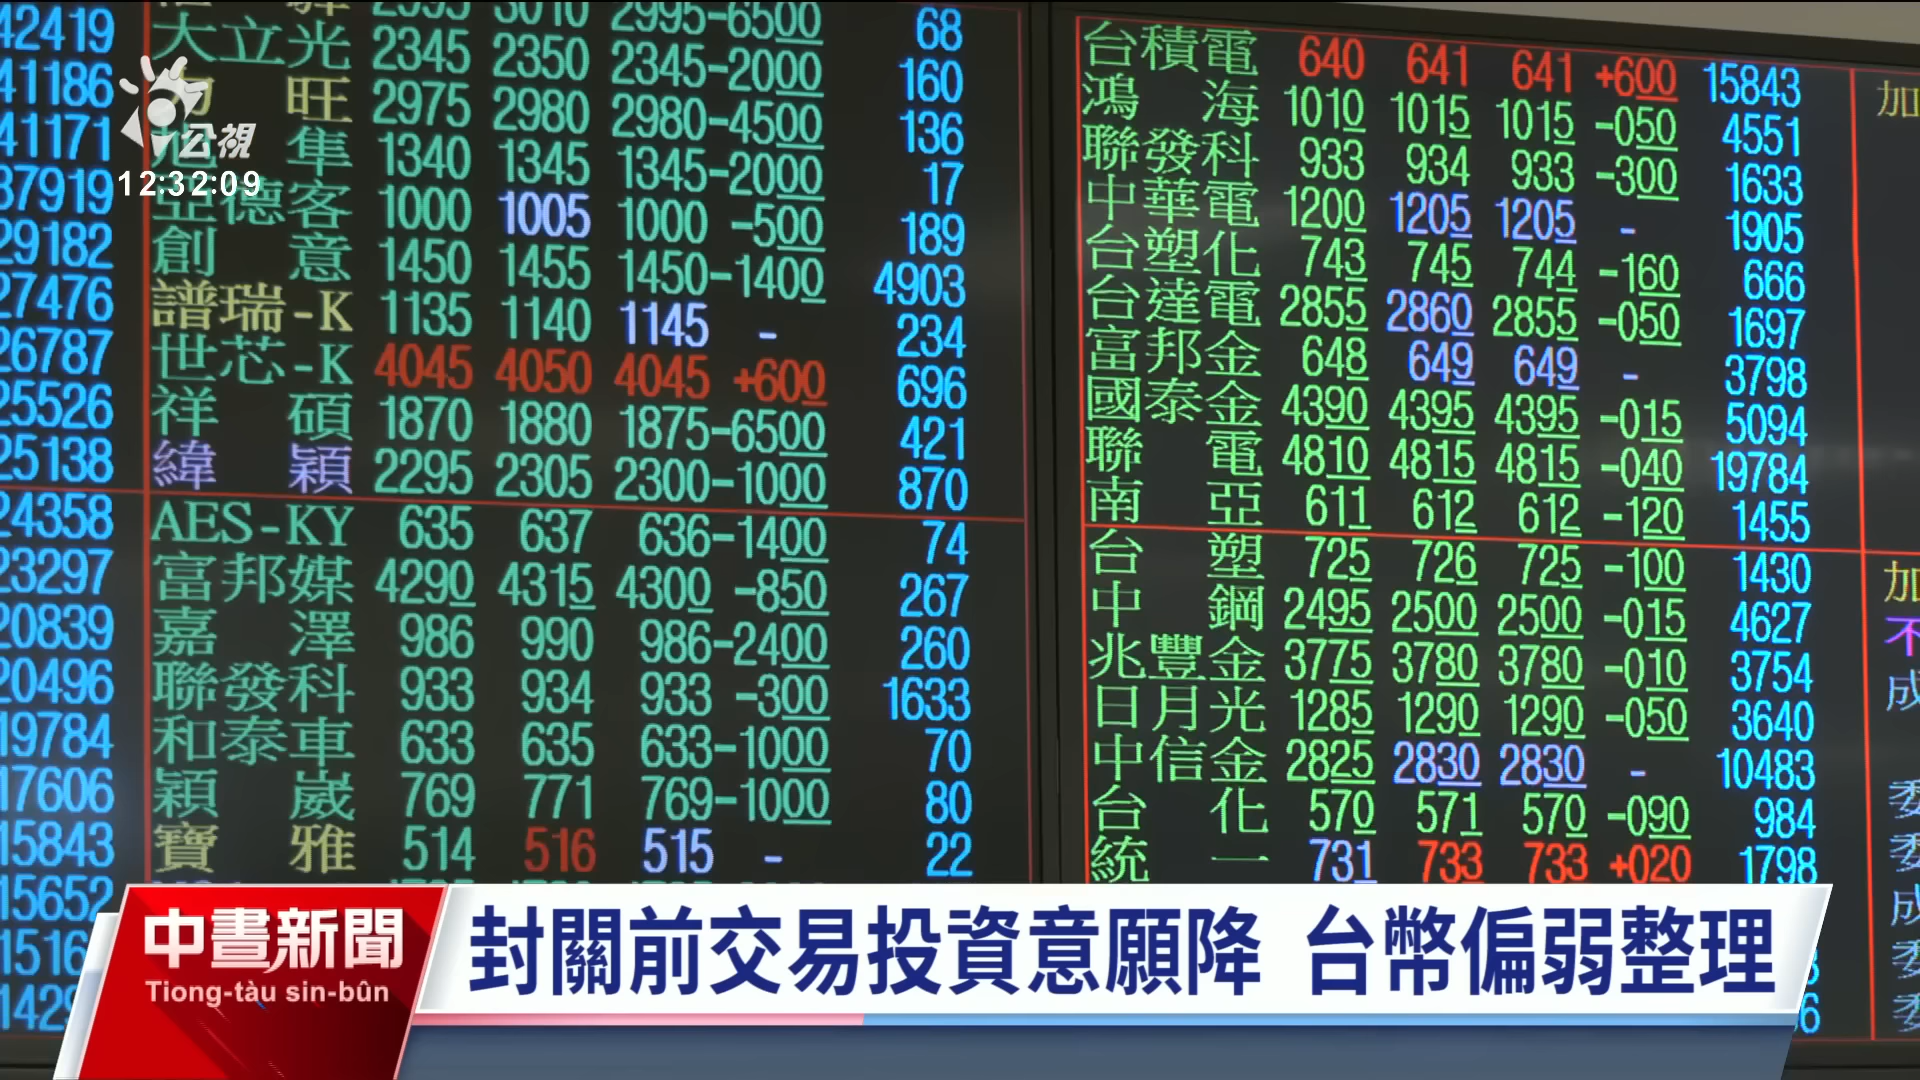 42419
41186
41171
37919
29182
27476
26787
25526
25138
24358
23297
20839
20496
19784
17606
15843
15652
公視
12:32:09
大立光 2345 2350 2345-2000 160
旺 2975 2980 2980-4500 136
旭隼 1340 1345 1345-2000 17
亞德客 1000 1005 1000 -500 189
創意 1450 1455 1450-1400 4903
譜瑞-K 1135 1140 1145 - 234
世芯-K 4045 4050 4045 +600 696
祥碩 1870 1880 1875-6500 421
緯穎 2295 2305 2300-1000 870
AES-KY 635 637 636-1400 74
富邦媒 4290 4315 4300 -850 267
嘉澤 986 990 986-2400 260
聯發科 933 934 933 -300 1633
和泰車 633 635 633-1000 70
穎崴 769 771 769-1000 80
寶雅 514 516 515 - 22
台積電 640 641 641 +600 15843
鴻海 1010 1015 1015 -050 4551
聯發科 933 934 933 -300 1633
中華電 1200 1205 1205 - 1905
台塑化 743 745 744 -160 666
台達電 2855 2860 2855 -050 1697
富邦金 648 649 649 - 3798
國泰金 4390 4395 4395 -015 5094
聯電 4810 4815 4815 -040 19784
南亞 611 612 612 -120 1455
台塑 725 726 725 -100 1430
中鋼 2495 2500 2500 -015 4627
兆豐金 3775 3780 3780 -010 3754
日月光 1285 1290 1290 -050 3640
中信金 2825 2830 2830 - 10483
台化 570 571 570 -090 984
統一 731 733 733 +020 1798
加
加
不
成
委
委
成
委
委
中晝新聞
Tiong-tàu sin-bûn
封關前交易投資意願降 台幣偏弱整理